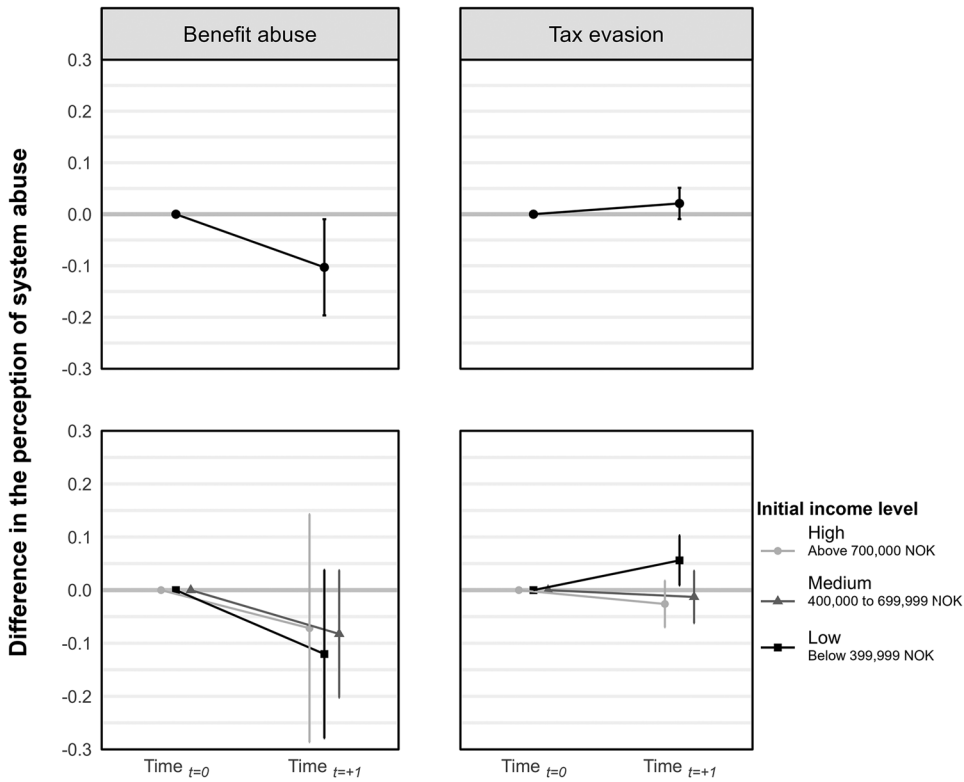 Difference in the perception of system abuse
Benefit abuse
Tax evasion
0.3
0.2
0.1
0.0
-0.1
-0.2
-0.3
0.3
0.2
0.1
0.0
-0.1
-0.2
-0.3
Time t=0
Time t=+1
Time t=0
Time t=+1
Initial income level
High
Above 700,000 NOK
Medium
400,000 to 699,999 NOK
Low
Below 399,999 NOK